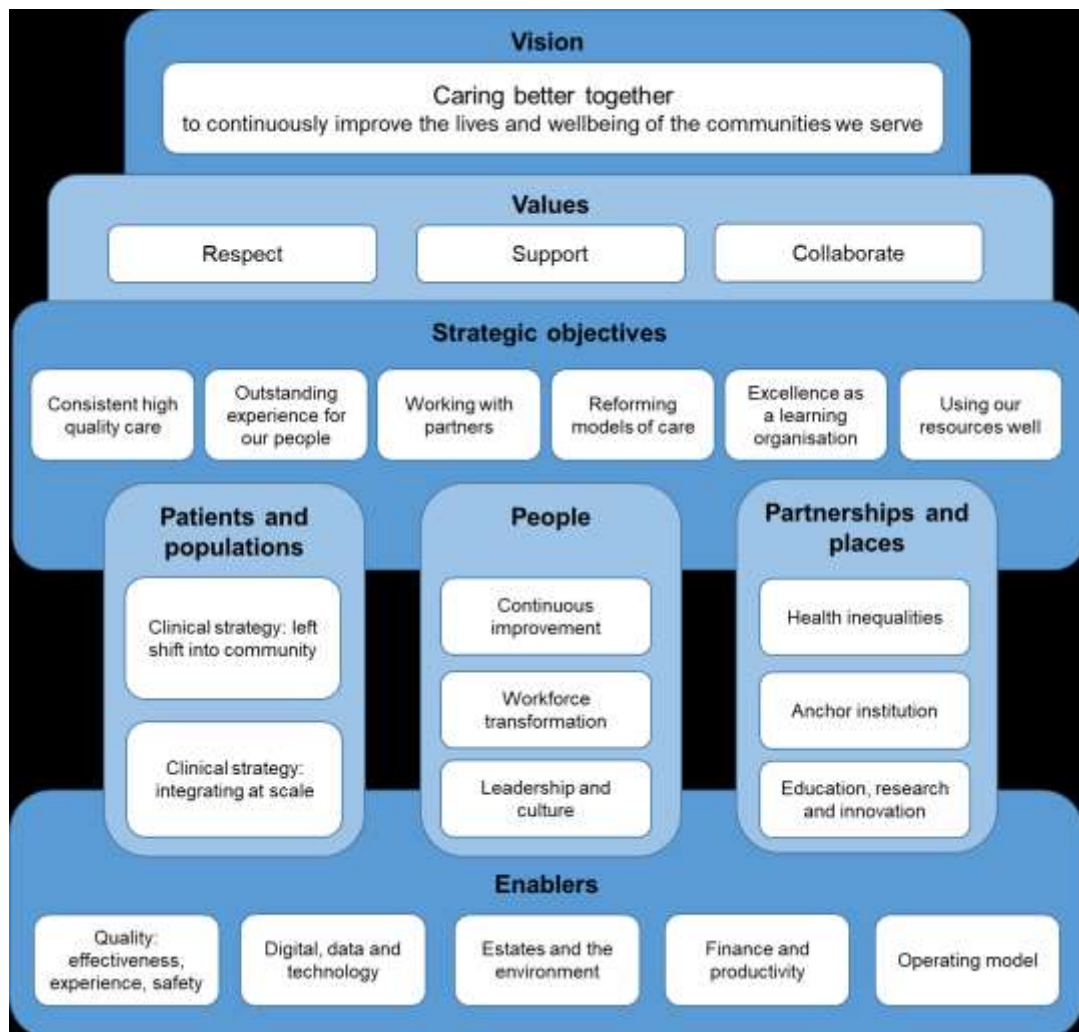 Vision
Caring better together
to continuously improve the lives and wellbeing of the communities we serve
Values
Respect
Support
Collaborate
Strategic objectives
Consistent high
quality care
Outstanding
experience for
our people
Working with
partners
Reforming
models of care
Excellence as
a learning
organisation
Using our
resources well
Patients and
populations
Clinical strategy: left
shift into community
Clinical strategy:
integrating at scale
People
Continuous
improvement
Workforce
transformation
Leadership and
culture
Partnerships and
places
Health inequalities
Anchor institution
Education, research
and innovation
Enablers
Quality:
effectiveness,
experience, safety
Digital, data and
technology
Estates and the
environment
Finance and
productivity
Operating model